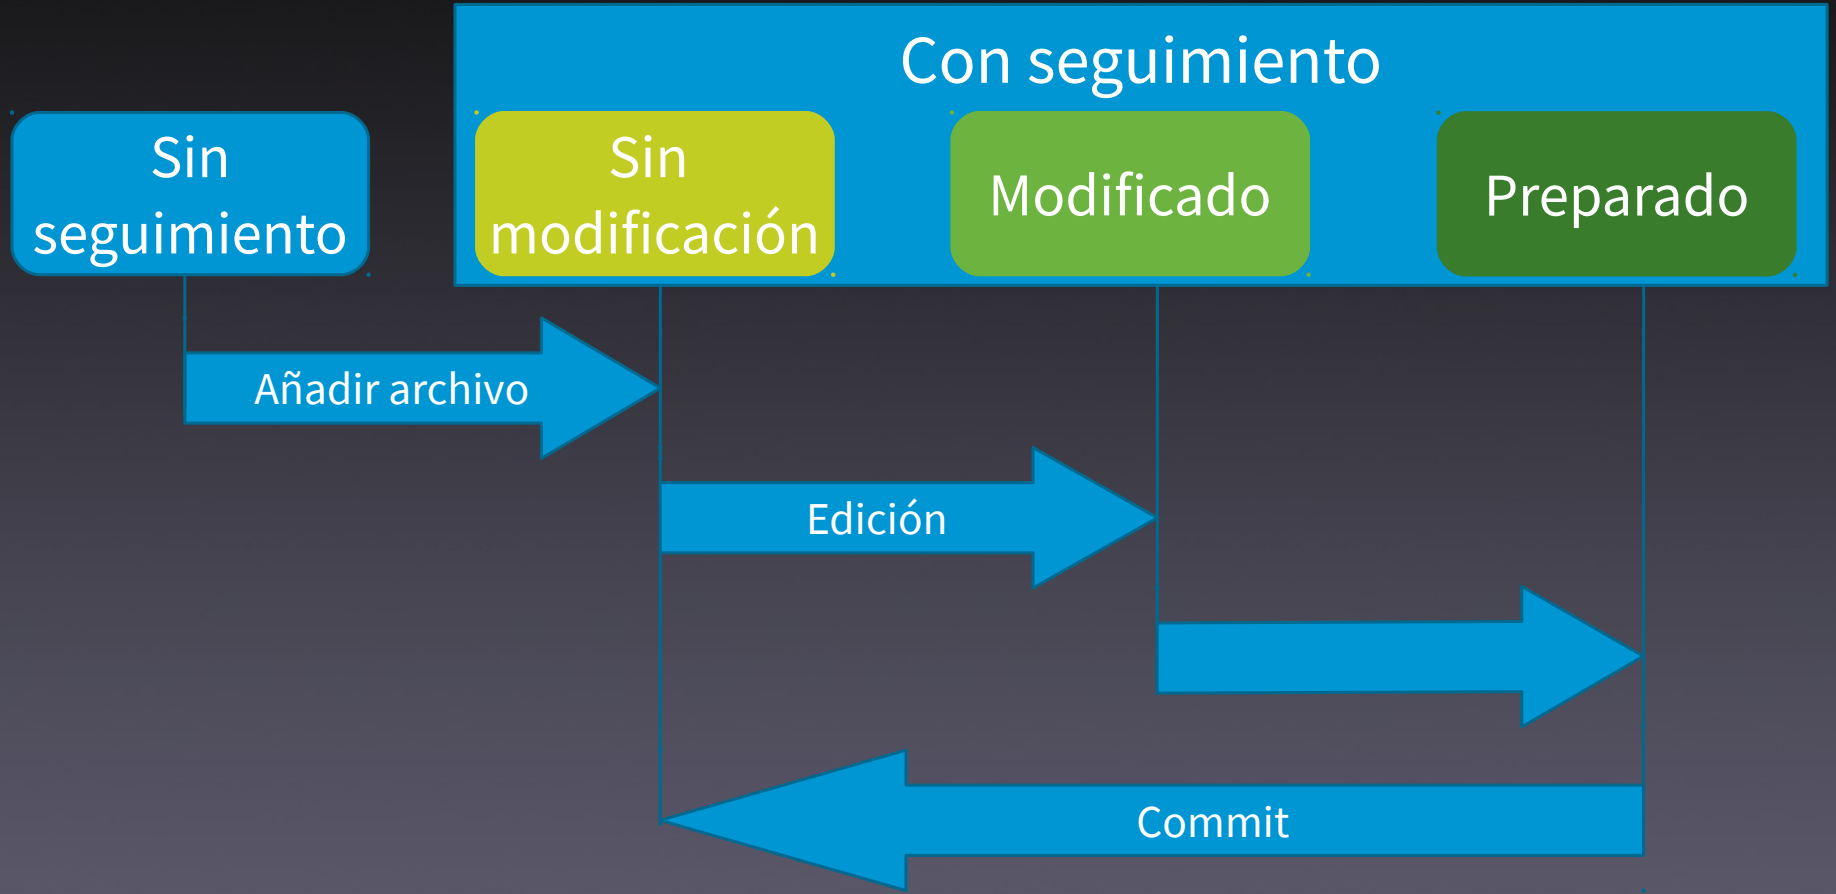 Con seguimiento
Sin
seguimiento
Sin
modificación
Modificado
Preparado
Añadir archivo
Edición
Commit